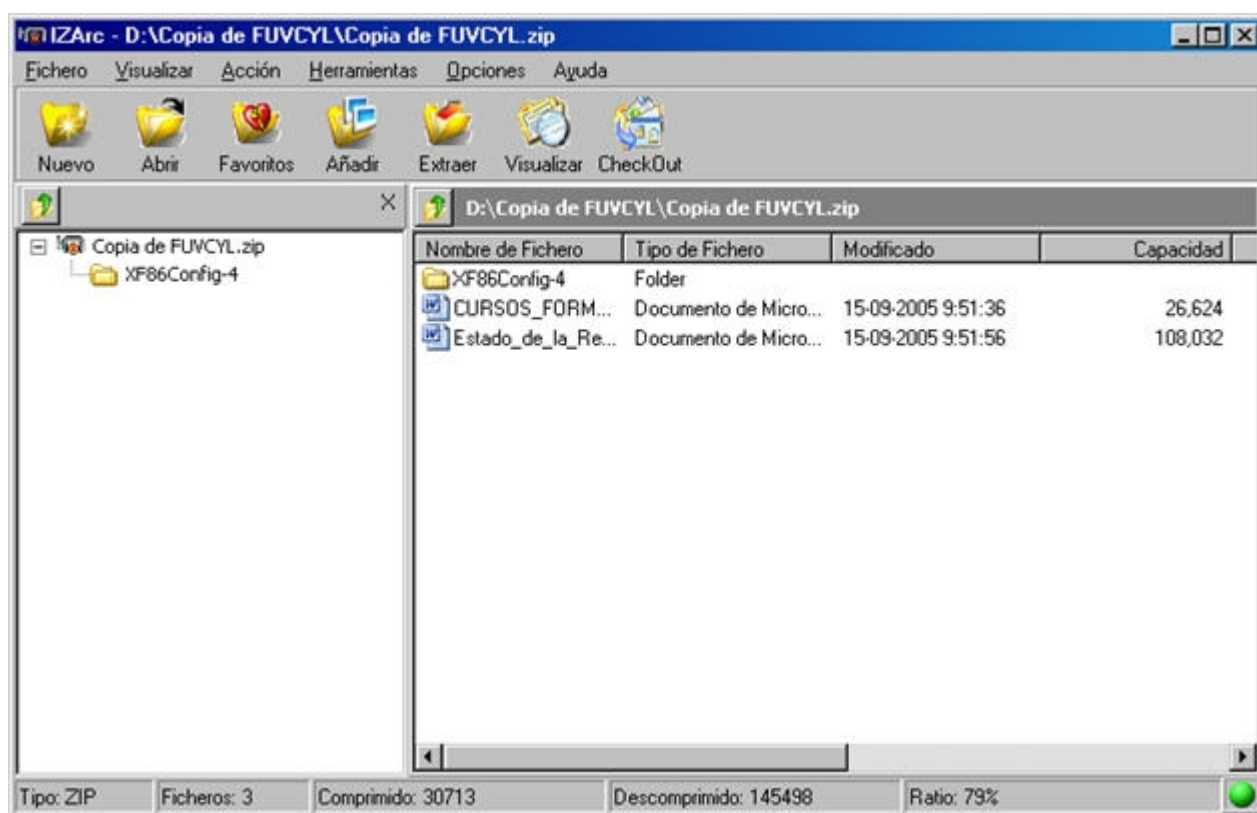 IZArc - D:\Copia de FUVCYL\Copia de FUVCYL.zip
Fichero Visualizar Acción Herramientas Opciones Ayuda
Nuevo Abrir Favoritos Añadir Extraer Visualizar CheckOut
D:\Copia de FUVCYL\Copia de FUVCYL.zip
Copia de FUVCYL.zip
XF86Config-4
Nombre de Fichero Tipo de Fichero Modificado Capacidad
XF86Config-4 Folder
CURSOS_FORM... Documento de Micro... 15-09-2005 9:51:36 26,624
Estado_de_la_Re... Documento de Micro... 15-09-2005 9:51:56 108,032
Tipo: ZIP Ficheros: 3 Comprimido: 30713 Descomprimido: 145498 Ratio: 79%